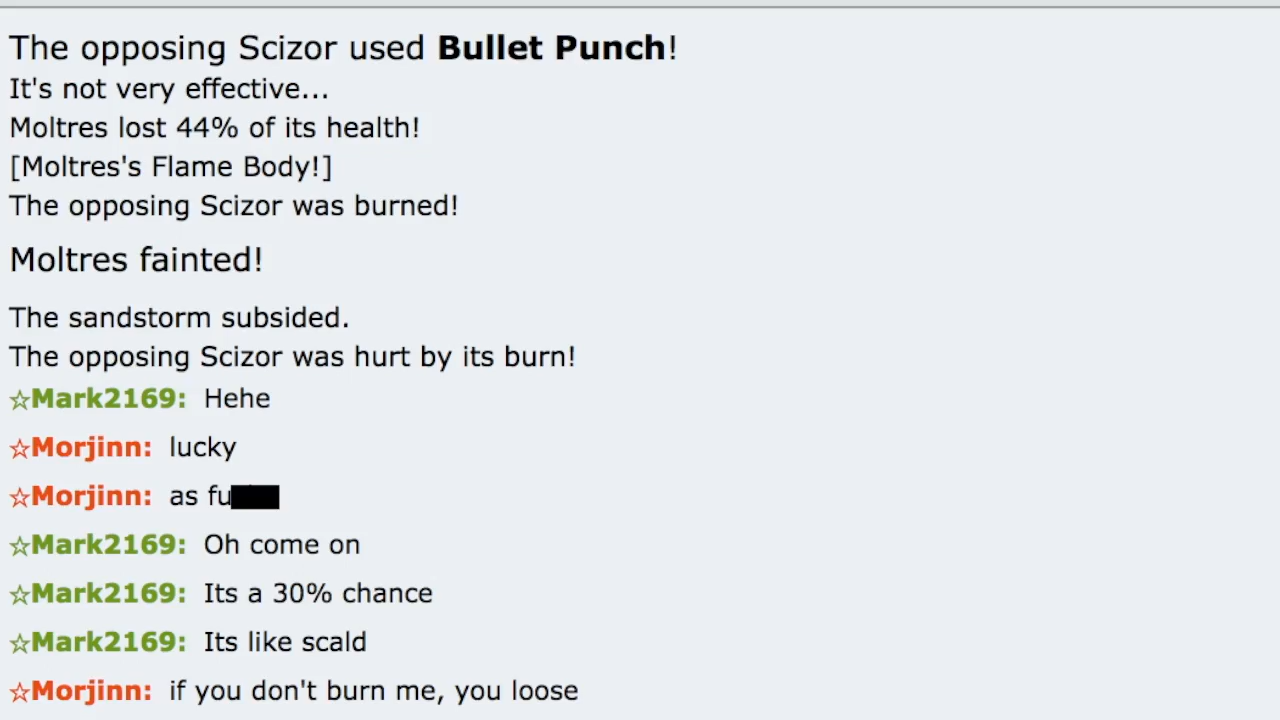 The opposing Scizor used Bullet Punch!
It's not very effective...
Moltres lost 44% of its health!
[Moltres's Flame Body!]
The opposing Scizor was burned!
Moltres fainted!
The sandstorm subsided.
The opposing Scizor was hurt by its burn!
☆Mark2169: Hehe
☆Morjinn: lucky
☆Morjinn: as fu
☆Mark2169: Oh come on
☆Mark2169: Its a 30% chance
☆Mark2169: Its like scald
☆Morjinn: if you don't burn me, you loose